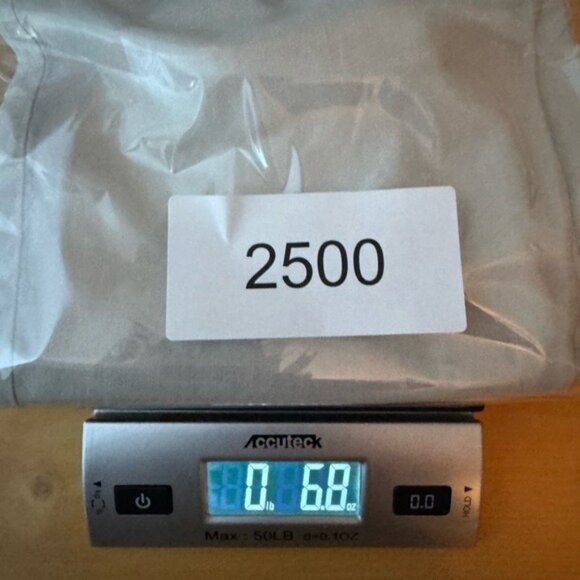 2500
Accuteck
0 lb 6.8 oz
0.0
HOLD
Max : 50LB d=0.1OZ